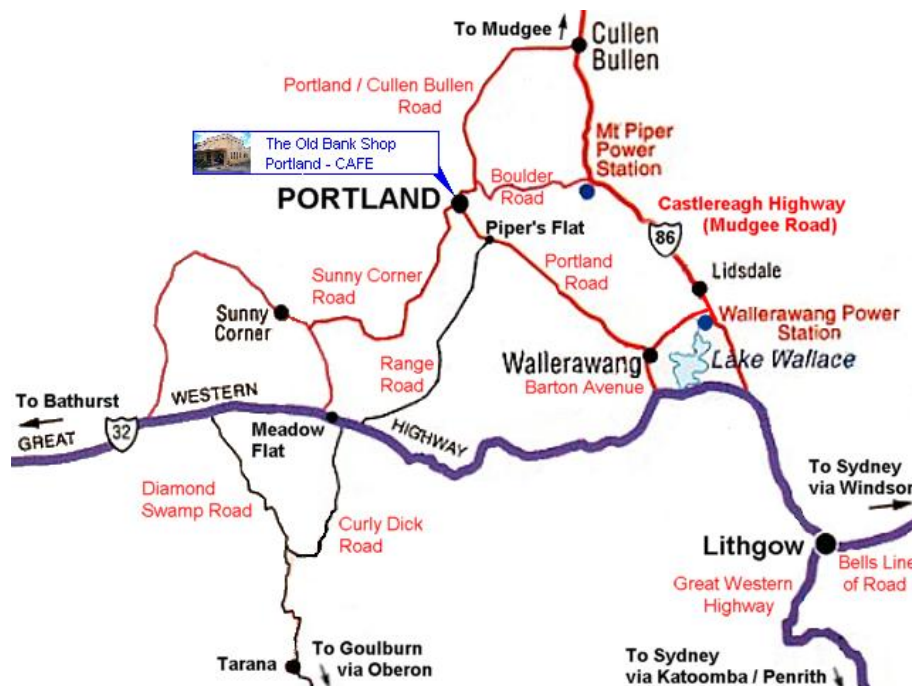 To Mudgee
Cullen
Bullen
Portland / Cullen Bullen
Road
Mt Piper
Power
Station
The Old Bank Shop
Portland - CAFE
Boulder
Road
PORTLAND
Castlereagh Highway
(Mudgee Road)
Piper's Flat
86
Sunny Corner
Road
Portland
Road
Lidsdale
Sunny
Corner
Wallerawang Power
Station
Range
Road
Wallerawang
Lake Wallace
Barton Avenue
To Bathurst
WESTERN
GREAT
32
Meadow
Flat
HIGHWAY
Diamond
Swamp Road
Curly Dick
Road
To Sydney
via Windsor
Lithgow
Bells Line
of Road
Great Western
Highway
Tarana
To Goulburn
via Oberon
To Sydney
via Katoomba / Penrith